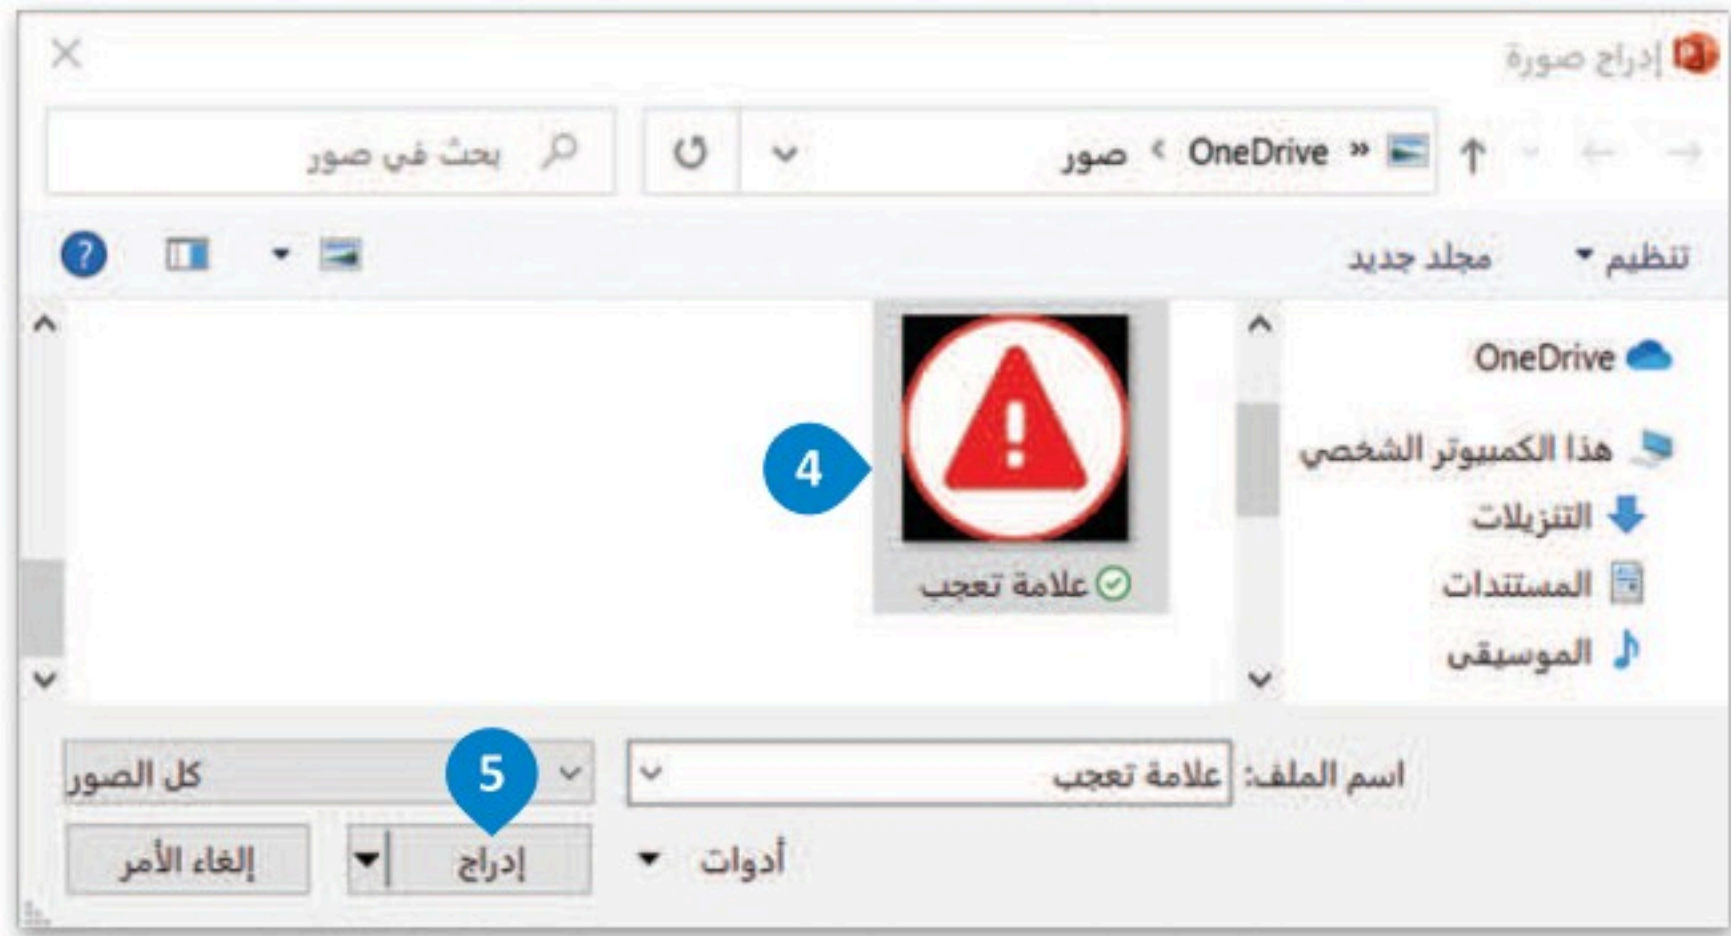 إدراج صورة
OneDrive › صور
بحث في صور
تنظيم
مجلد جديد
?
OneDrive
هذا الكمبيوتر الشخصي
التنزيلات
المستندات
الموسيقى
علامة تعجب
4
اسم الملف: علامة تعجب
كل الصور
5
أدوات
إدراج
إلغاء الأمر